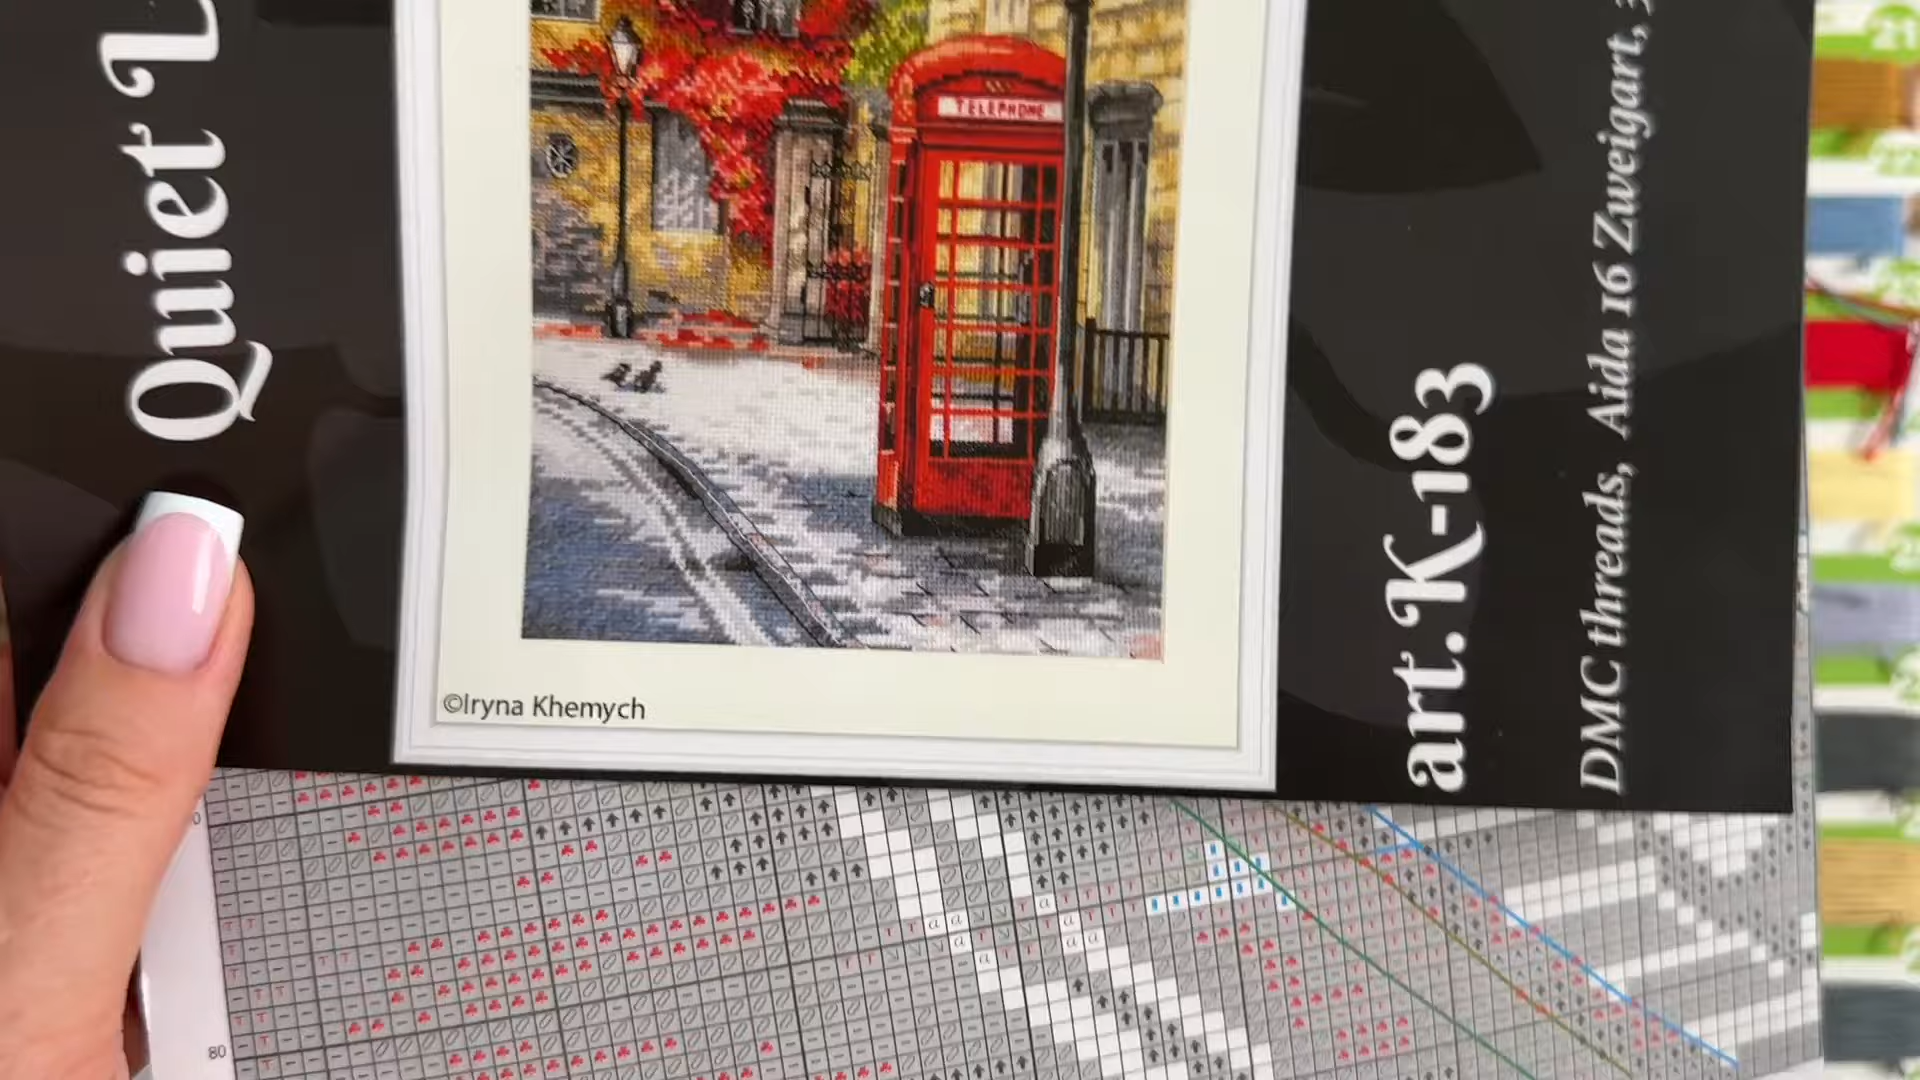 Quiet
TELEPHONE
©Iryna Khemych
art.K-183
DMC threads, Aida 16 Zweigart,
80